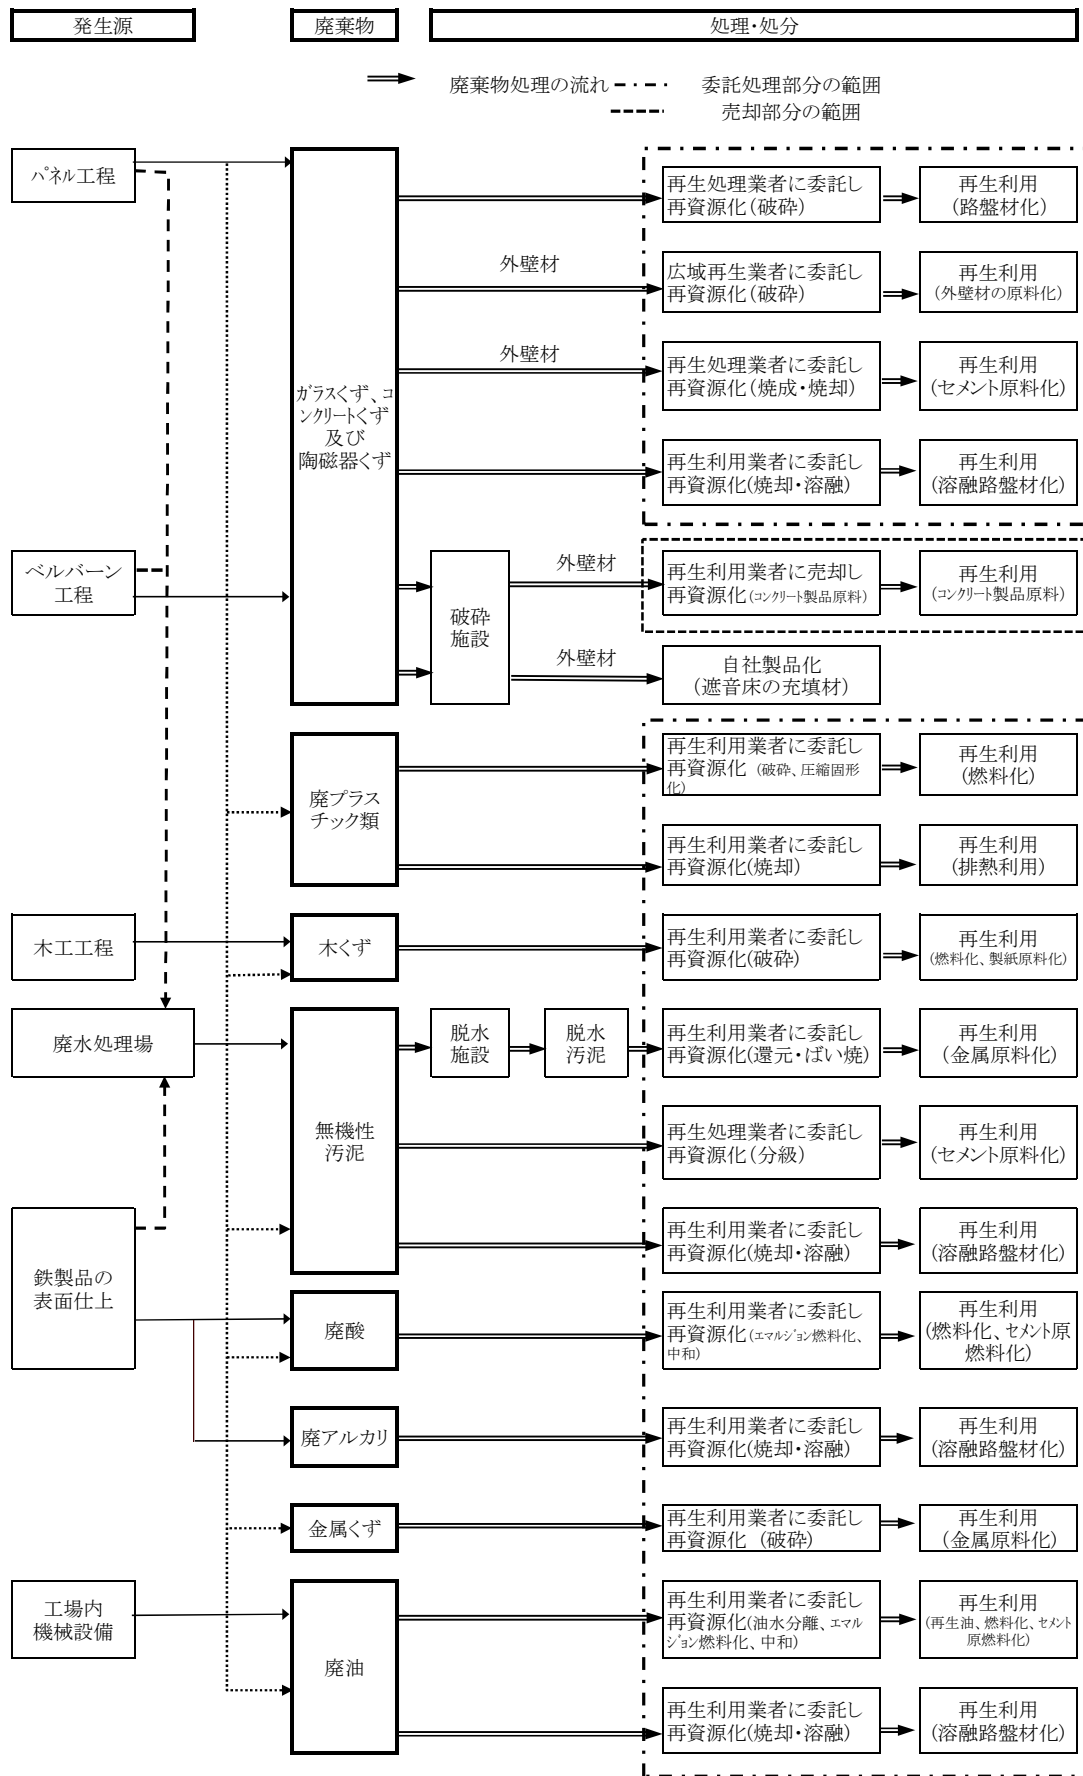 発生源
廃棄物
処理・処分
廃棄物処理の流れ
委託処理部分の範囲
売却部分の範囲
パネル工程
ガラスくず、コ
ンクリートくず
及び
陶磁器くず
再生処理業者に委託し
再資源化（破砕）
再生利用
（路盤材化）
外壁材
広域再生業者に委託し
再資源化（破砕）
再生利用
（外壁材の原料化）
外壁材
再生処理業者に委託し
再資源化（焼成・焼却）
再生利用
（セメント原料化）
再生利用業者に委託し
再資源化(焼却・溶融）
再生利用
（溶融路盤材化）
ベルバーン
工程
破砕
施設
外壁材
再生利用業者に売却し
再資源化（コンクリート製品原料）
再生利用
（コンクリート製品原料）
外壁材
自社製品化
（遮音床の充填材）
廃プラス
チック類
再生利用業者に委託し
再資源化 （破砕、圧縮固形
化）
再生利用
（燃料化）
再生利用業者に委託し
再資源化(焼却）
再生利用
（排熱利用）
木工工程
木くず
再生利用業者に委託し
再資源化(破砕）
再生利用
（燃料化、製紙原料化）
廃水処理場
無機性
汚泥
脱水
施設
脱水
汚泥
再生利用業者に委託し
再資源化(還元・ばい焼）
再生利用
（金属原料化）
再生処理業者に委託し
再資源化（分級）
再生利用
（セメント原料化）
再生利用業者に委託し
再資源化(焼却・溶融）
再生利用
（溶融路盤材化）
鉄製品の
表面仕上
廃酸
再生利用業者に委託し
再資源化（エマルジョン燃料化、
中和）
再生利用
（燃料化、セメント原
燃料化）
廃アルカリ
再生利用業者に委託し
再資源化(焼却・溶融）
再生利用
（溶融路盤材化）
金属くず
再生利用業者に委託し
再資源化 （破砕）
再生利用
（金属原料化）
工場内
機械設備
廃油
再生利用業者に委託し
再資源化(油水分離、エマル
ジョン燃料化、中和）
再生利用
（再生油、燃料化、セメント
原燃料化）
再生利用業者に委託し
再資源化(焼却・溶融）
再生利用
（溶融路盤材化）